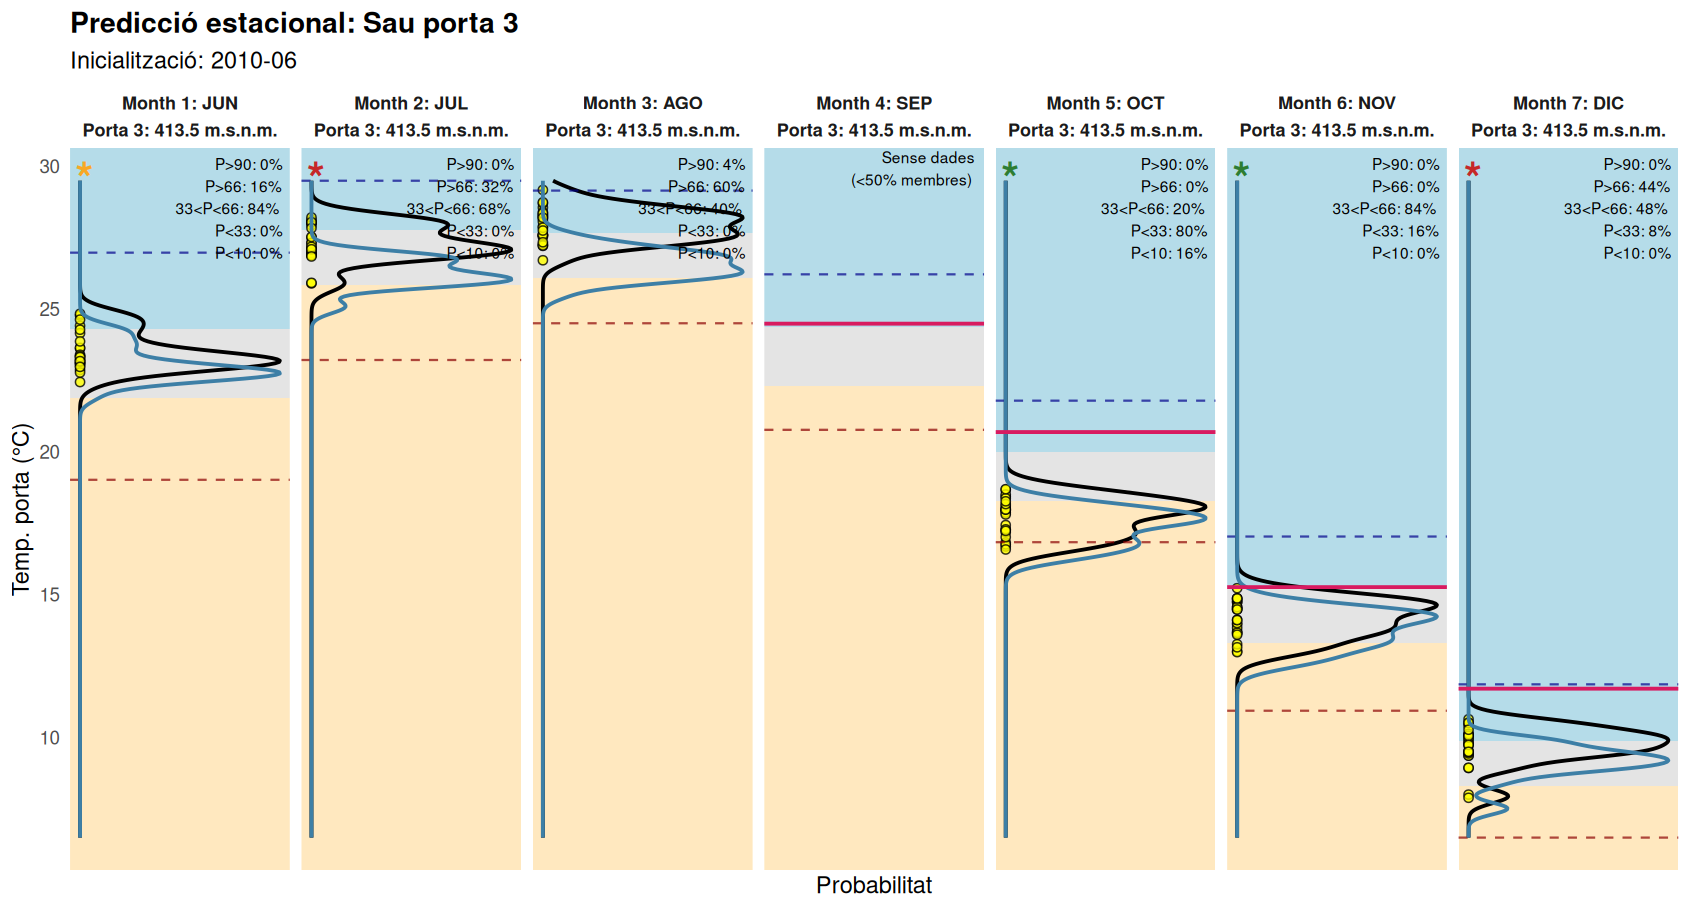 Predicció estacional: Sau porta 3
Inicialització: 2010-06
Month 1: JUN
Porta 3: 413.5 m.s.n.m.
Month 2: JUL
Porta 3: 413.5 m.s.n.m.
Month 3: AGO
Porta 3: 413.5 m.s.n.m.
Month 4: SEP
Porta 3: 413.5 m.s.n.m.
Month 5: OCT
Porta 3: 413.5 m.s.n.m.
Month 6: NOV
Porta 3: 413.5 m.s.n.m.
Month 7: DIC
Porta 3: 413.5 m.s.n.m.
Temp. porta (°C)
30
25
20
15
10
*
P>90: 0%
P>66: 16%
33<P<66: 84%
P<33: 0%
P<10: 0%
*
P>90: 0%
P>66: 32%
33<P<66: 68%
P<33: 0%
P<10: 0%
*
P>90: 4%
P>66: 60%
33<P<66: 40%
P<33: 0%
P<10: 0%
Sense dades
(<50% membres)
*
P>90: 0%
P>66: 0%
33<P<66: 20%
P<33: 80%
P<10: 16%
*
P>90: 0%
P>66: 0%
33<P<66: 84%
P<33: 16%
P<10: 0%
*
P>90: 0%
P>66: 44%
33<P<66: 48%
P<33: 8%
P<10: 0%
Probabilitat